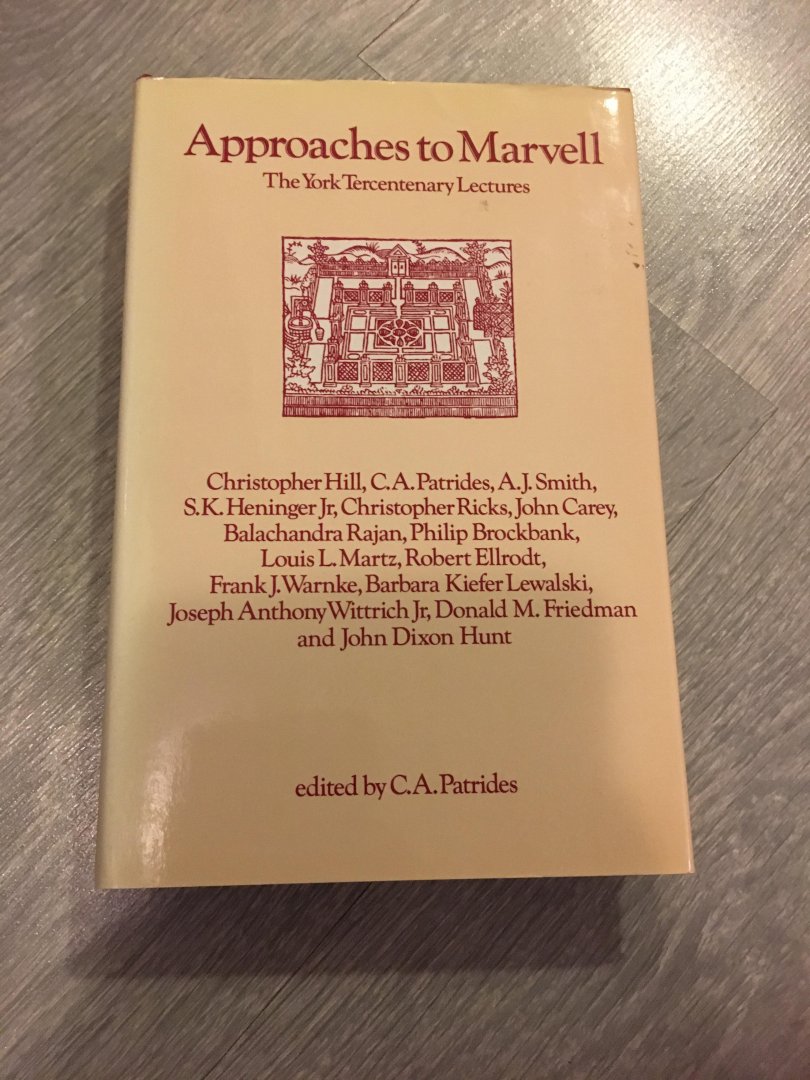 Approaches to Marvell
The York Tercentenary Lectures
Christopher Hill, C.A. Patrides, A.J. Smith,
S.K. Heninger Jr, Christopher Ricks, John Carey,
Balachandra Rajan, Philip Brockbank,
Louis L. Martz, Robert Ellrodt,
Frank J. Warnke, Barbara Kiefer Lewalski,
Joseph Anthony Wittrich Jr, Donald M. Friedman
and John Dixon Hunt
edited by C.A. Patrides